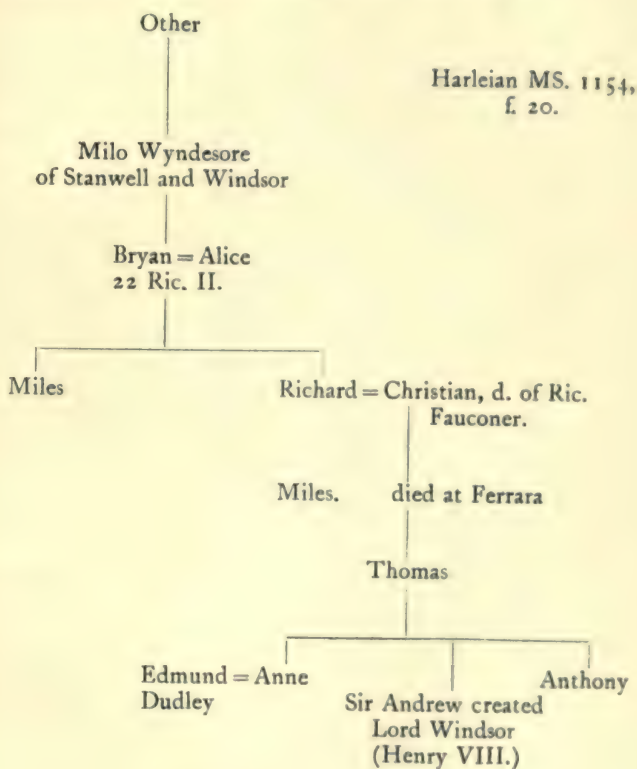 Other
Harleian MS. 1154,
f. 20.
Milo Wyndesore
of Stanwell and Windsor
Bryan = Alice
22 Ric. II.
Miles
Richard = Christian, d. of Ric.
Fauconer.
Miles. died at Ferrara
Thomas
Edmund = Anne
Dudley
Sir Andrew created
Lord Windsor
(Henry VIII.)
Anthony